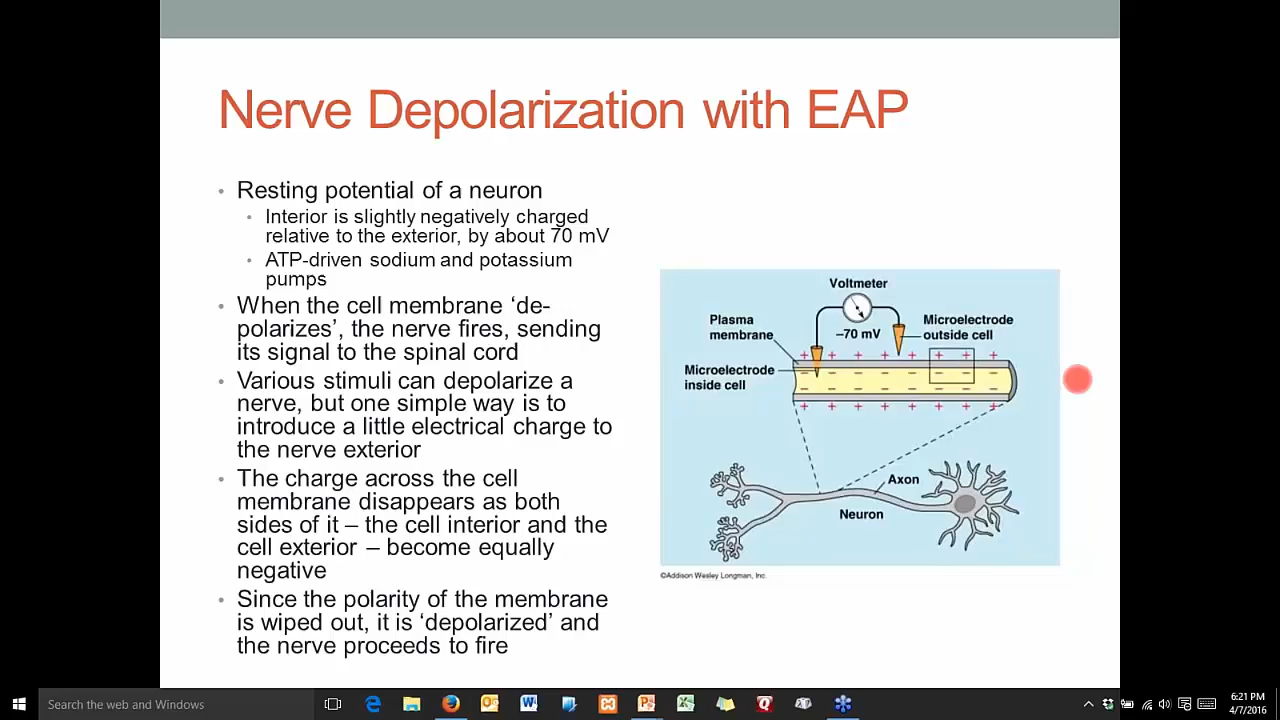 Nerve Depolarization with EAP
• Resting potential of a neuron
• Interior is slightly negatively charged
relative to the exterior, by about 70 mV
• ATP-driven sodium and potassium
pumps
• When the cell membrane ‘de-
polarizes’, the nerve fires, sending
its signal to the spinal cord
• Various stimuli can depolarize a
nerve, but one simple way is to
introduce a little electrical charge to
the nerve exterior
• The charge across the cell
membrane disappears as both
sides of it – the cell interior and the
cell exterior – become equally
negative
• Since the polarity of the membrane
is wiped out, it is ‘depolarized’ and
the nerve proceeds to fire
Voltmeter
Plasma
membrane
–70 mV
Microelectrode
outside cell
Microelectrode
inside cell
Axon
Neuron
©Addison Wesley Longman, Inc.
Search the web and Windows
6:21 PM
4/7/2016